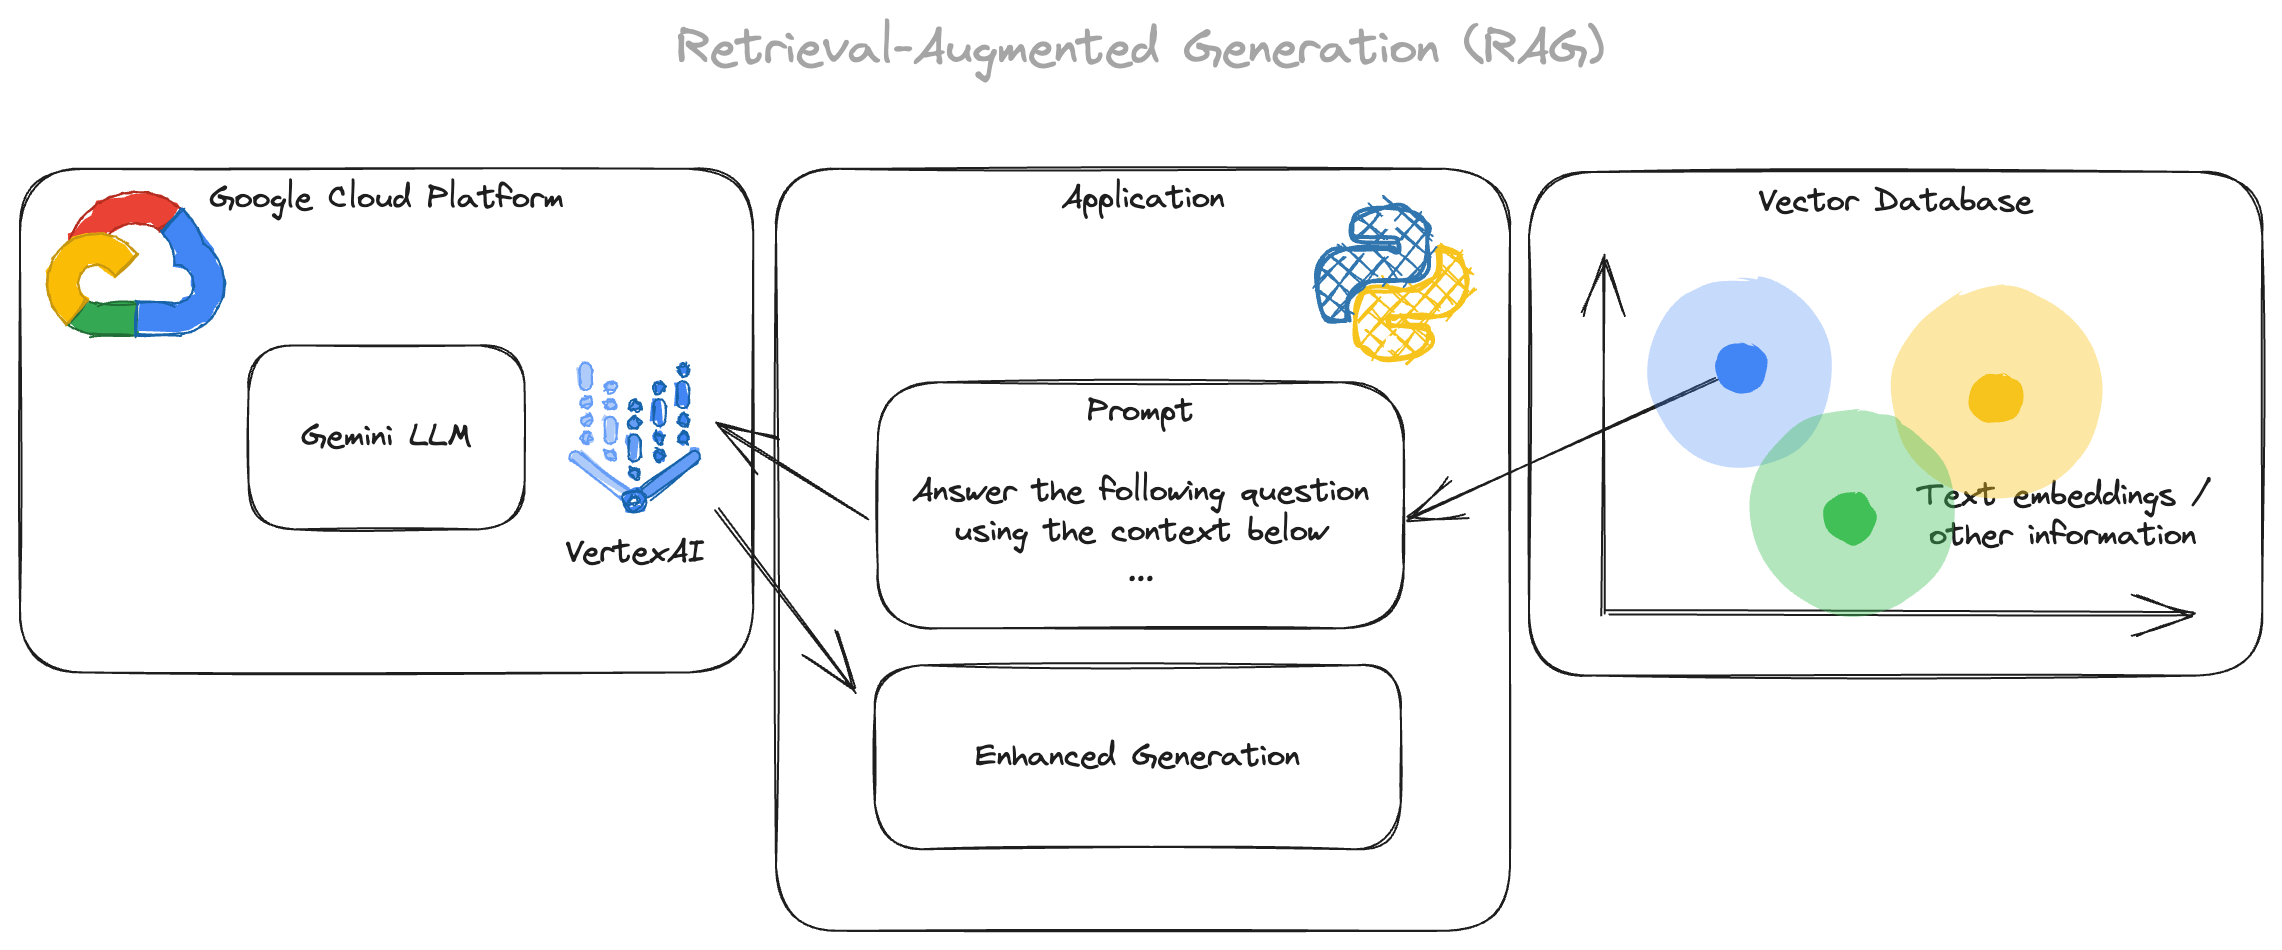 Retrieval-Augmented Generation (RAG)
Google Cloud Platform
Gemini LLM
VertexAI
Application
Prompt
Answer the following question
using the context below
...
Enhanced Generation
Vector Database
Text embeddings /
other information